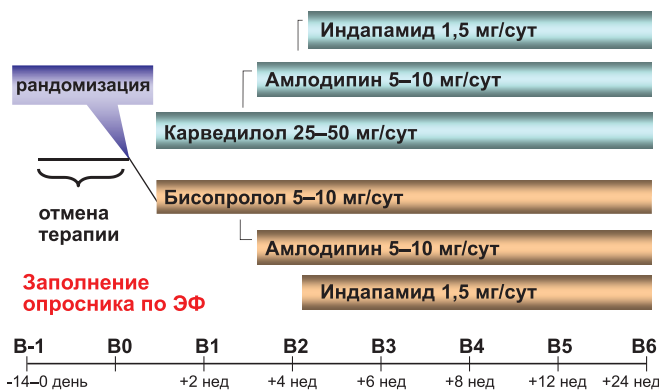 Индапамид 1,5 мг/сут
Амлодипин 5–10 мг/сут
рандомизация
Карведилол 25–50 мг/сут
Бисопролол 5–10 мг/сут
отмена
терапии
Амлодипин 5–10 мг/сут
Заполнение
опросника по ЭФ
Индапамид 1,5 мг/сут
В-1 В0 В1 В2 В3 В4 В5 В6
-14–0 день +2 нед +4 нед +6 нед +8 нед +12 нед +24 нед